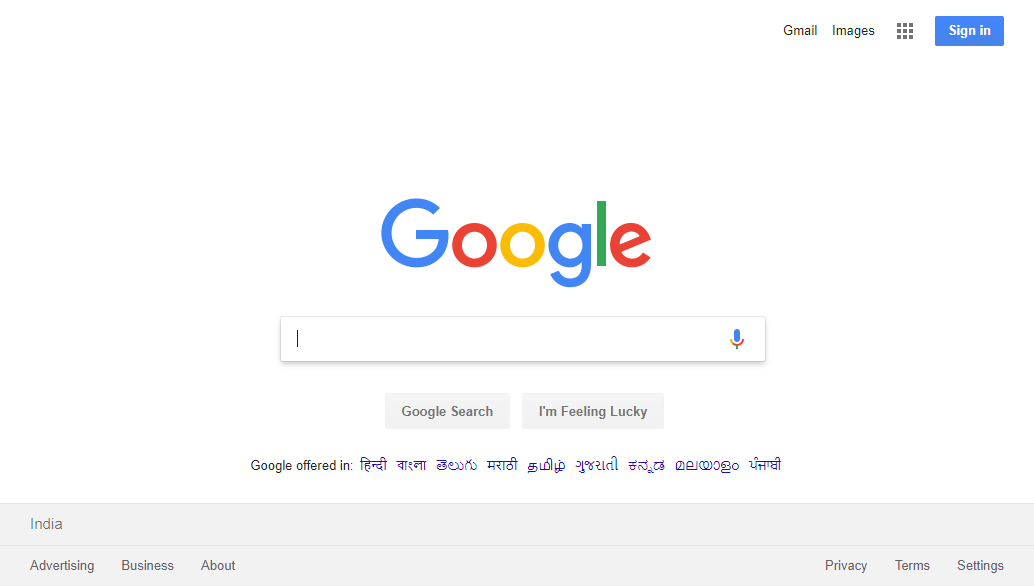 Gmail Images Sign in
Google
Google Search I'm Feeling Lucky
Google offered in: हिन्दी বাংলা తెలుగు मराठी தமிழ் ગુજરાતી ಕನ್ನಡ മലയാളം ਪੰਜਾਬੀ
India
Advertising Business About Privacy Terms Settings